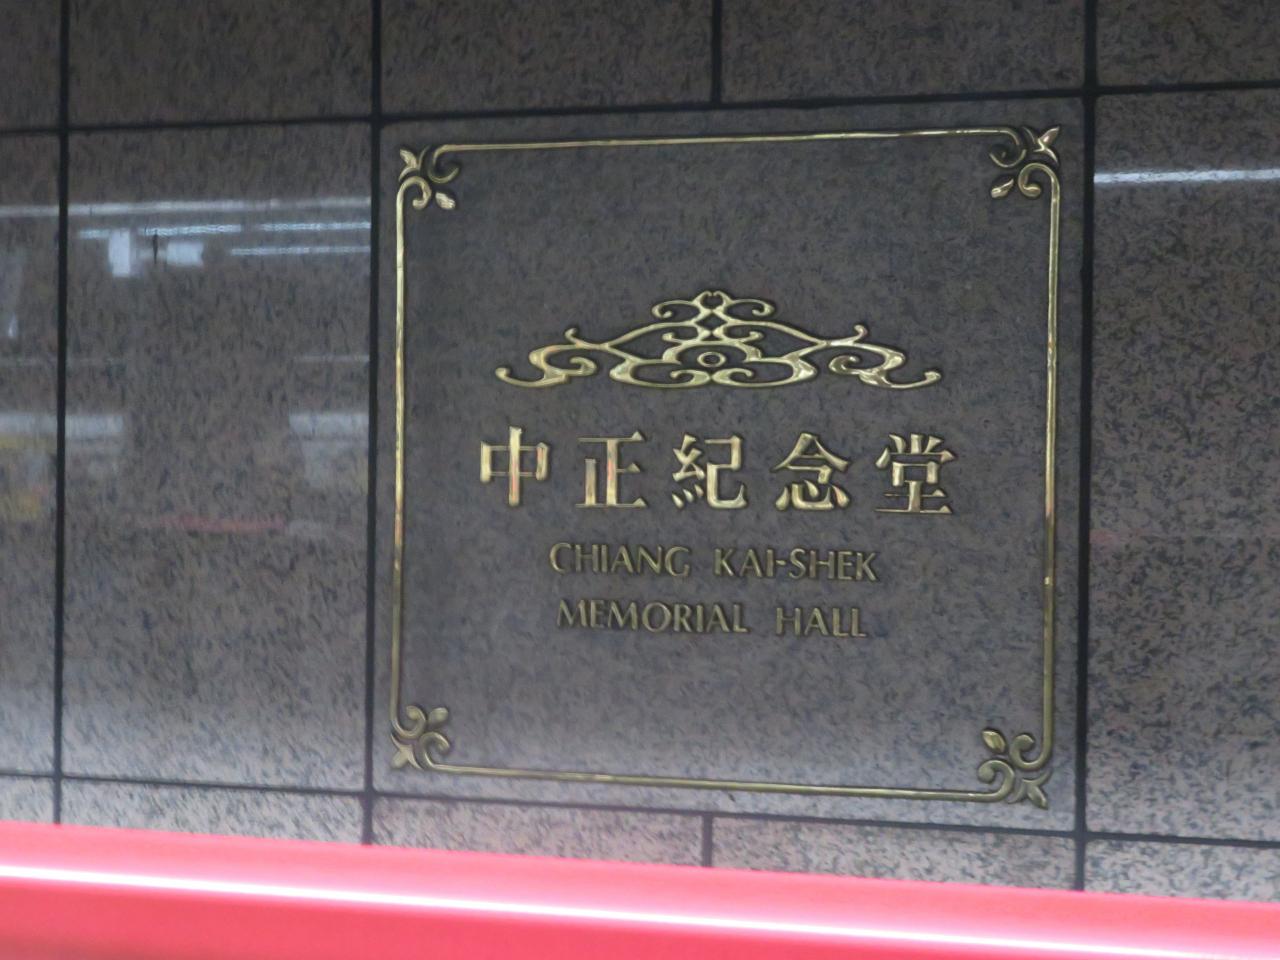 中正紀念堂
CHIANG KAI-SHEK
MEMORIAL HALL